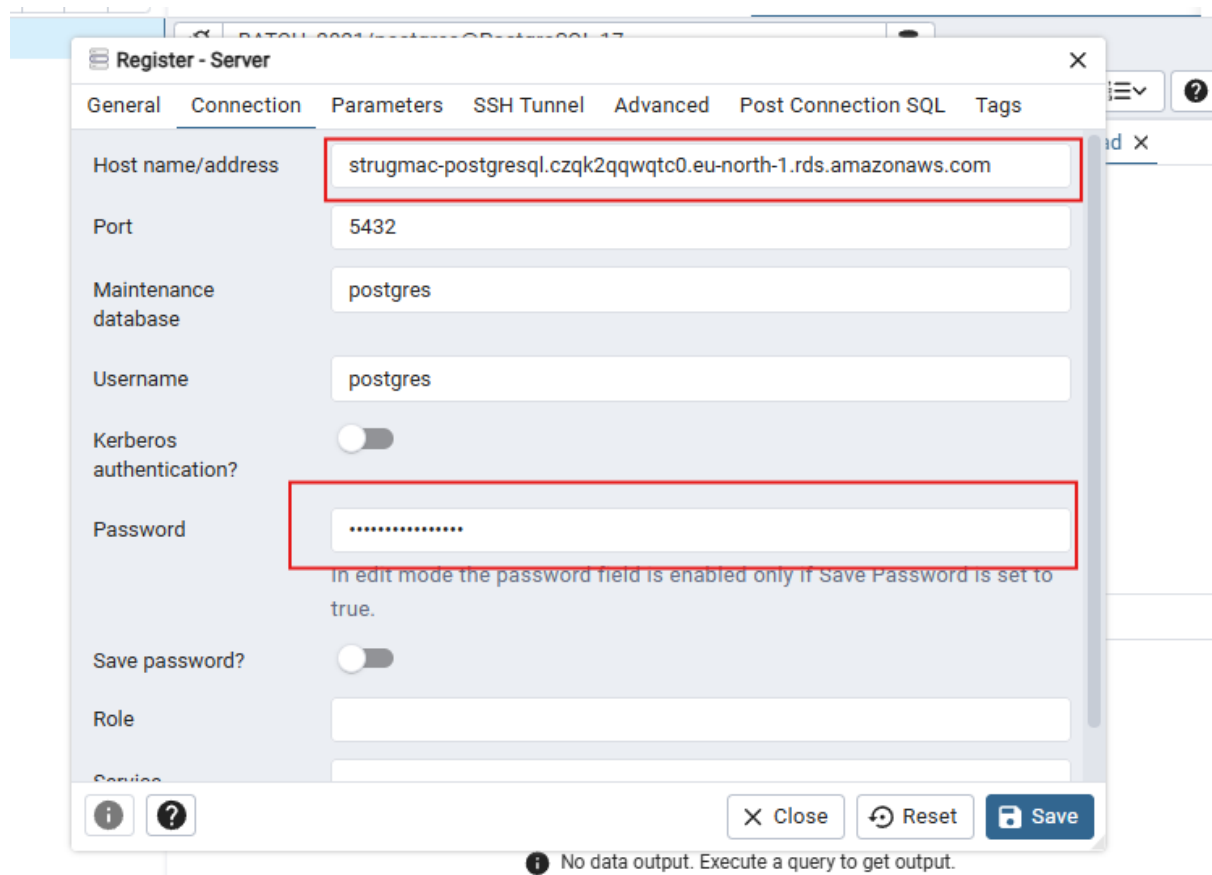 Register - Server
General Connection Parameters SSH Tunnel Advanced Post Connection SQL Tags
Host name/address strugmac-postgresql.czqk2qqwqtc0.eu-north-1.rds.amazonaws.com
Port 5432
Maintenance database postgres
Username postgres
Kerberos authentication?
Password ••••••••••••••••
In edit mode the password field is enabled only if Save Password is set to
true.
Save password?
Role
Close Reset Save
No data output. Execute a query to get output.